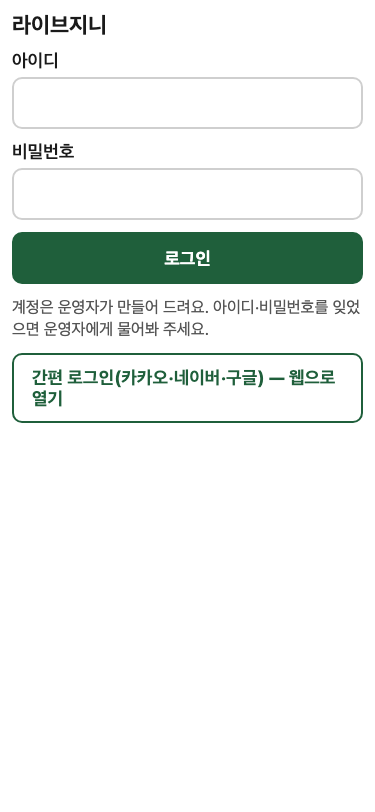 라이브지니
아이디
비밀번호
로그인
계정은 운영자가 만들어 드려요. 아이디·비밀번호를 잊었
으면 운영자에게 물어봐 주세요.
간편 로그인(카카오·네이버·구글) — 웹으로
열기